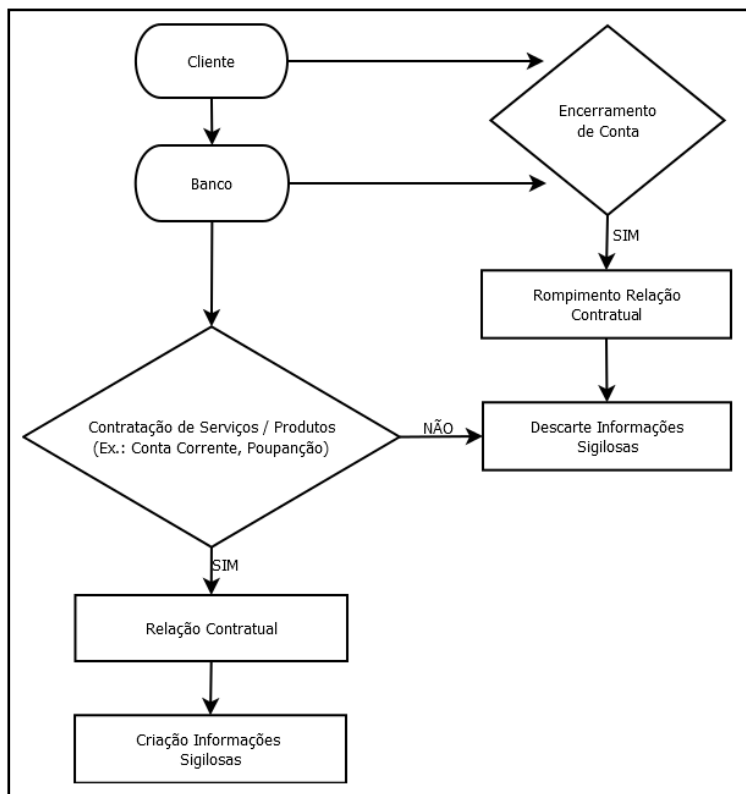 Cliente
Encerramento
de Conta
Banco
SIM
Rompimento Relação
Contratual
Contratação de Serviços / Produtos
(Ex.: Conta Corrente, Poupanção)
NÃO
Descarte Informações
Sigilosas
SIM
Relação Contratual
Criação Informações
Sigilosas